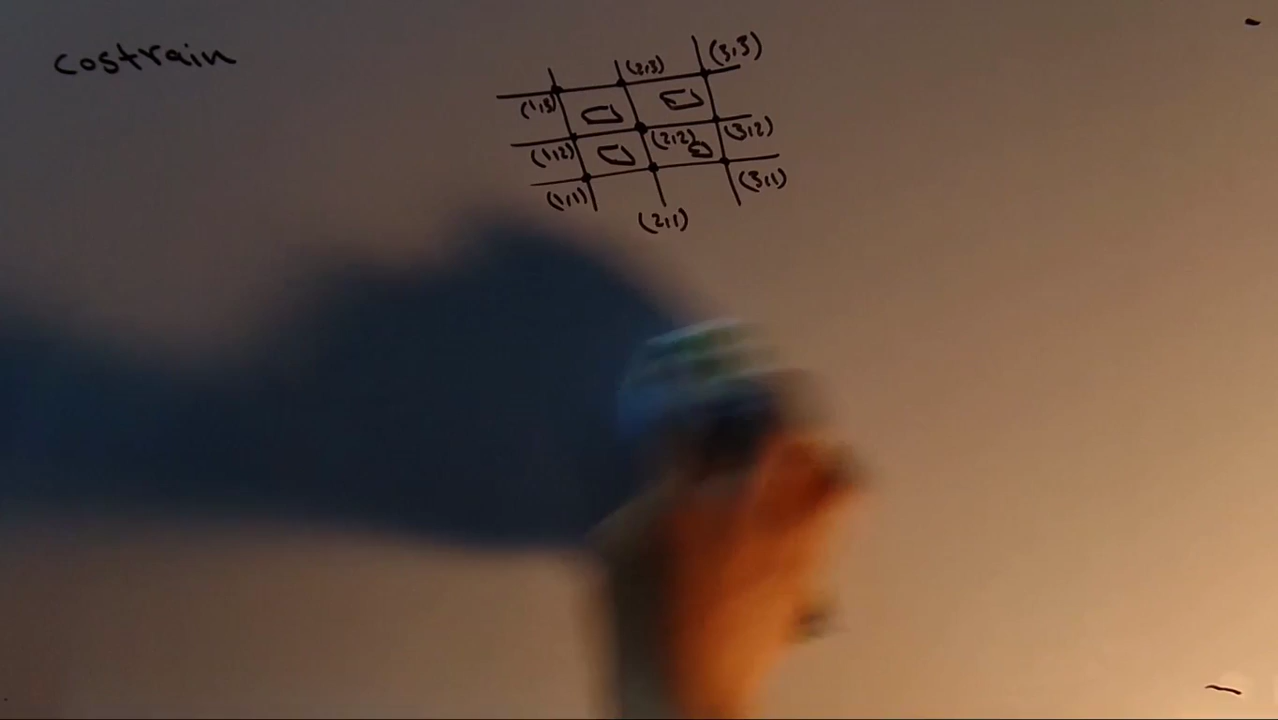 costrain
(2,3) (3,3)
(1,3)
(1,2) (2,2) (3,2)
(1,1) (3,1)
(2,1)